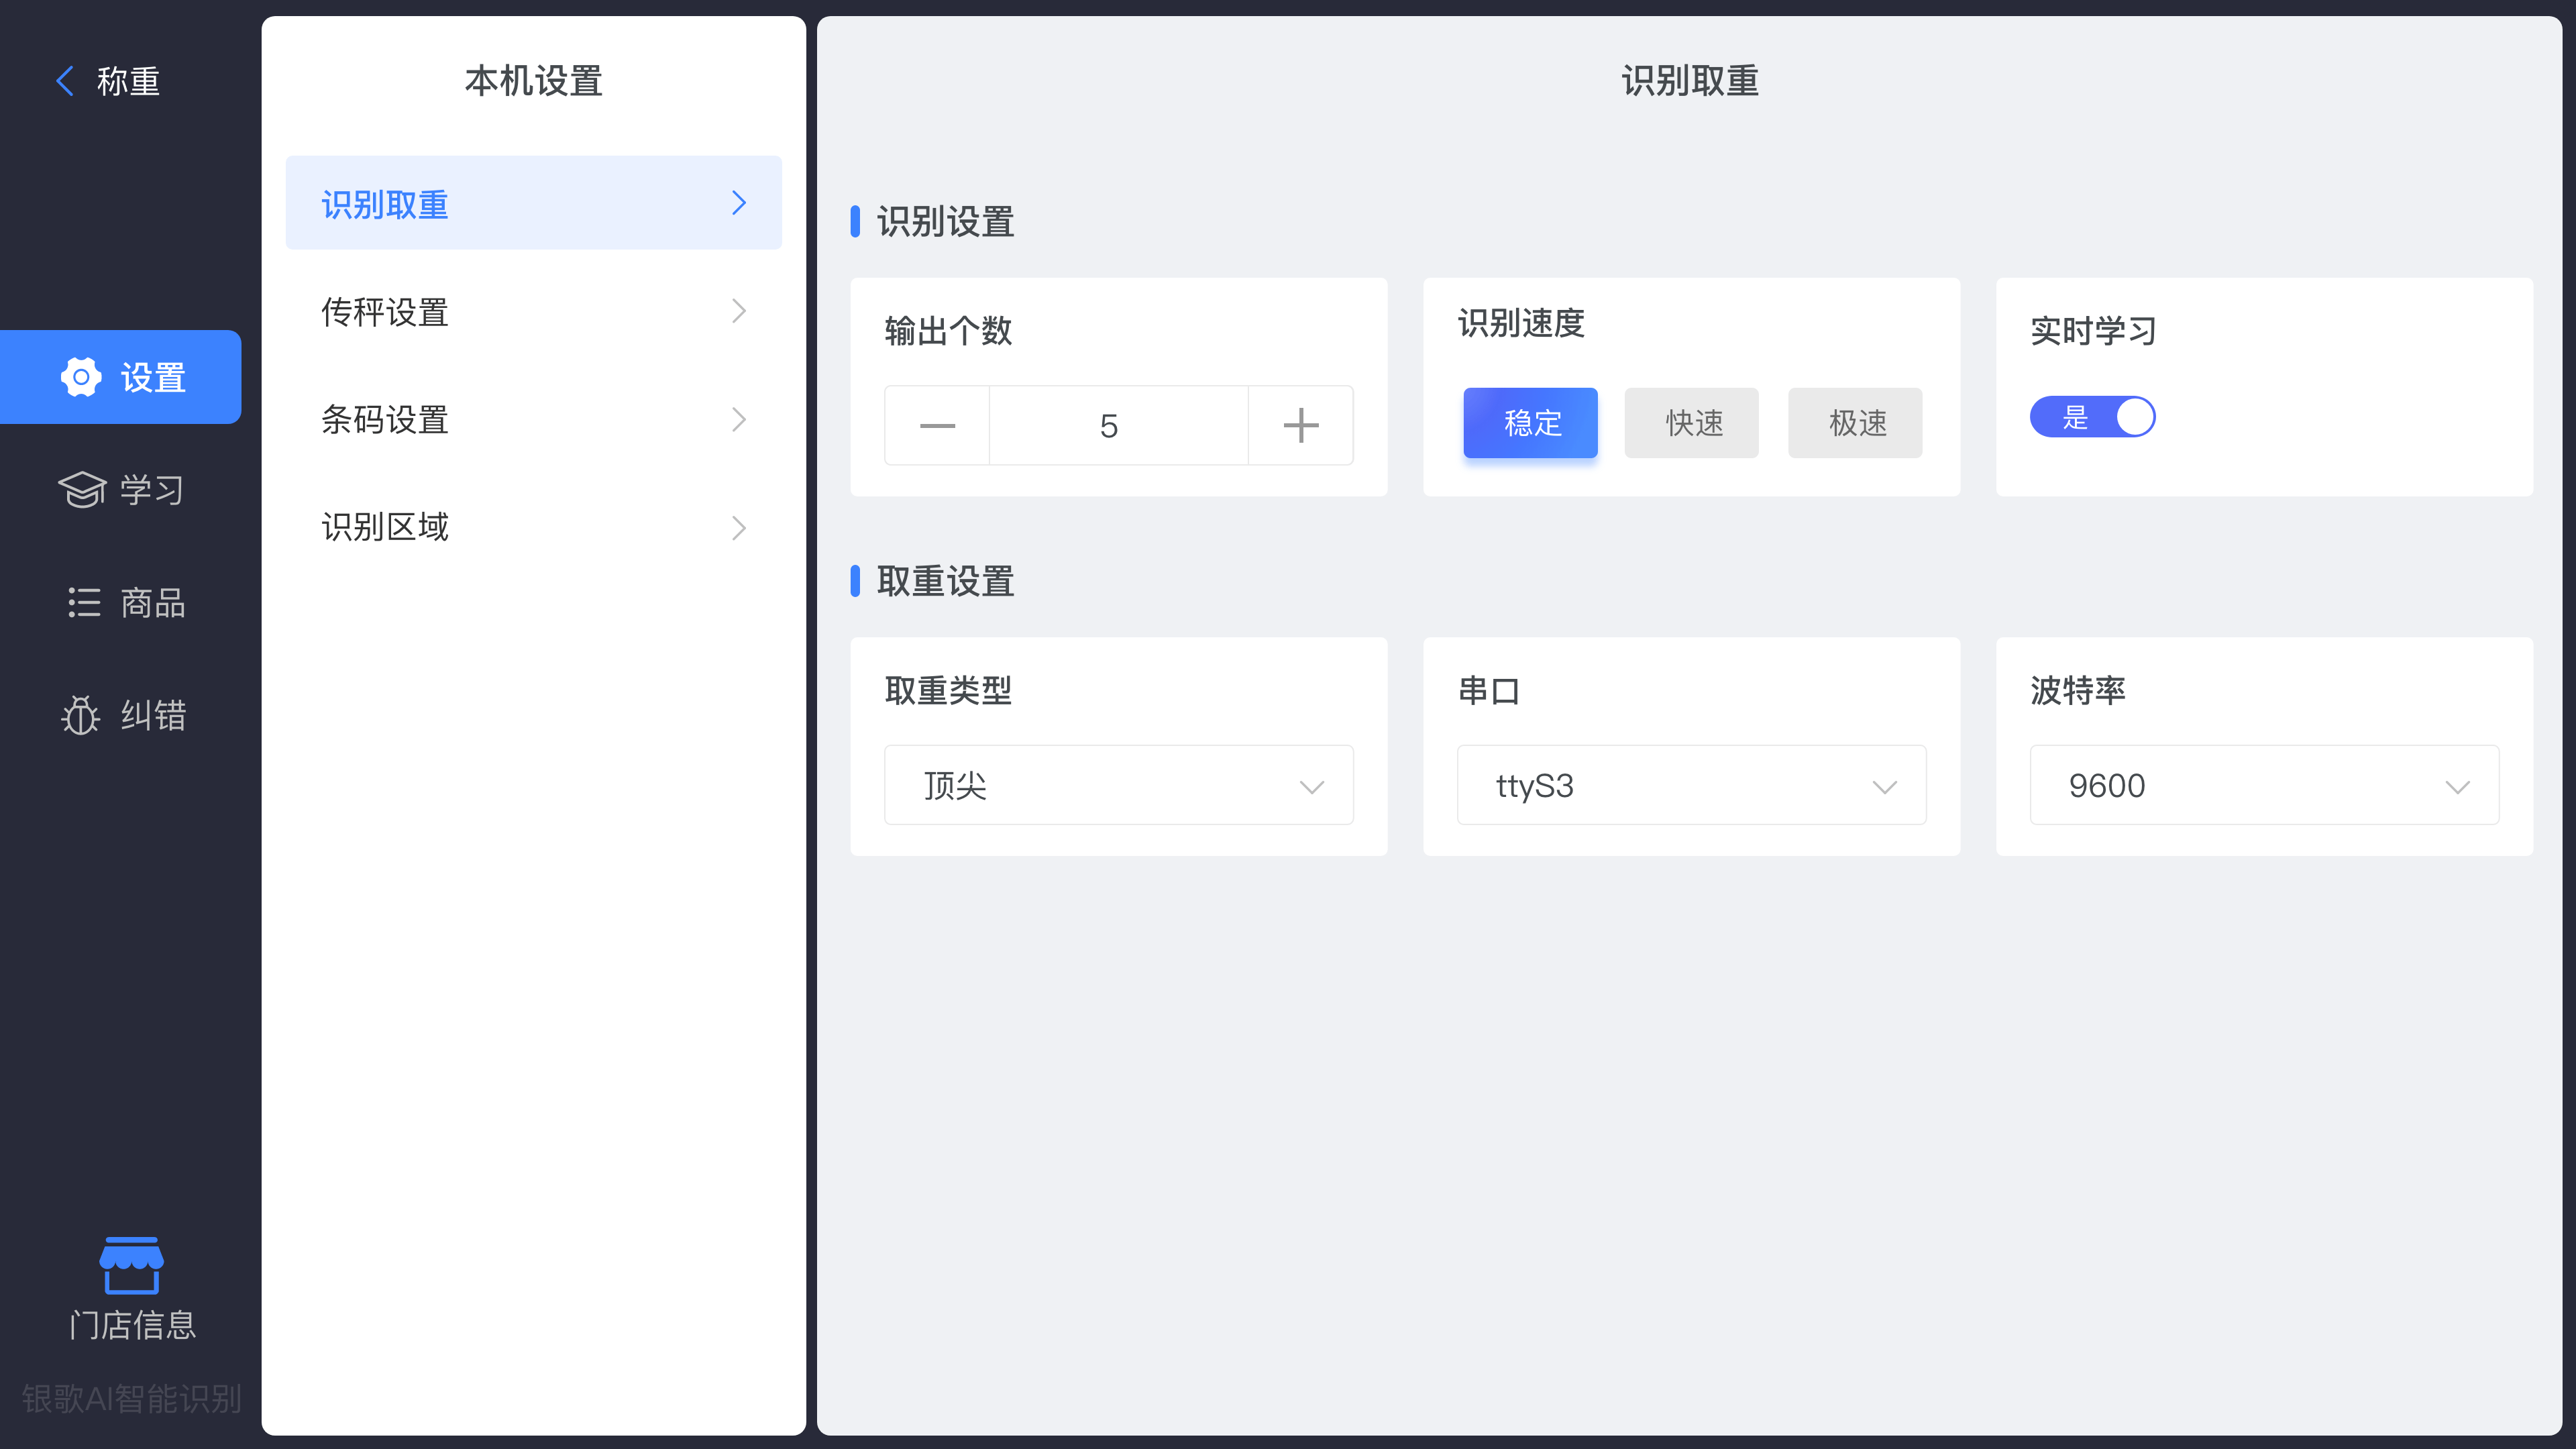 称重
设置
学习
商品
纠错
门店信息
银歌AI智能识别
本机设置
识别取重
传秤设置
条码设置
识别区域
识别取重
识别设置
输出个数
5
识别速度
稳定 快速 极速
实时学习
是
取重设置
取重类型
顶尖
串口
ttyS3
波特率
9600